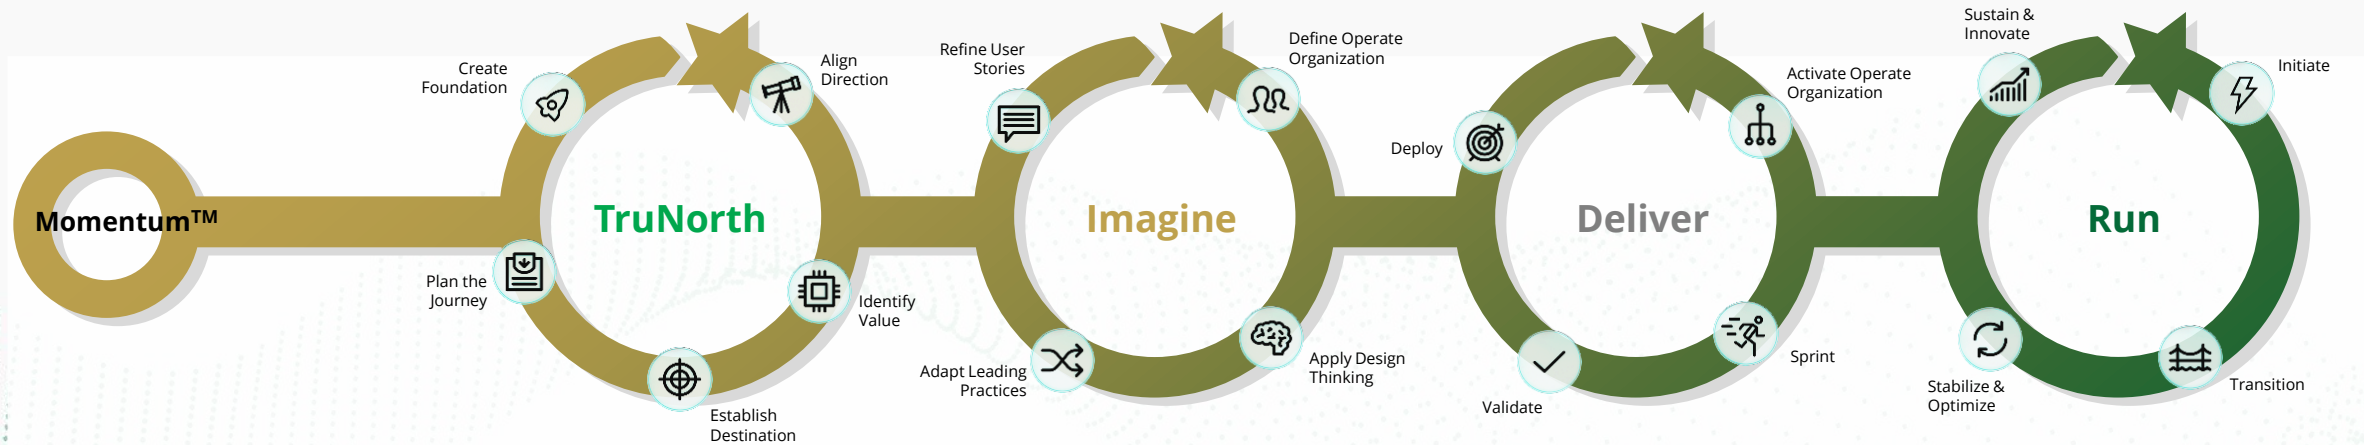 Momentum™
Create
Foundation
Align
Direction
TruNorth
Plan the
Journey
Identify
Value
Establish
Destination
Refine User
Stories
Define Operate
Organization
Imagine
Adapt Leading
Practices
Apply Design
Thinking
Deploy
Activate Operate
Organization
Deliver
Validate
Sprint
Sustain &
Innovate
Initiate
Run
Stabilize &
Optimize
Transition